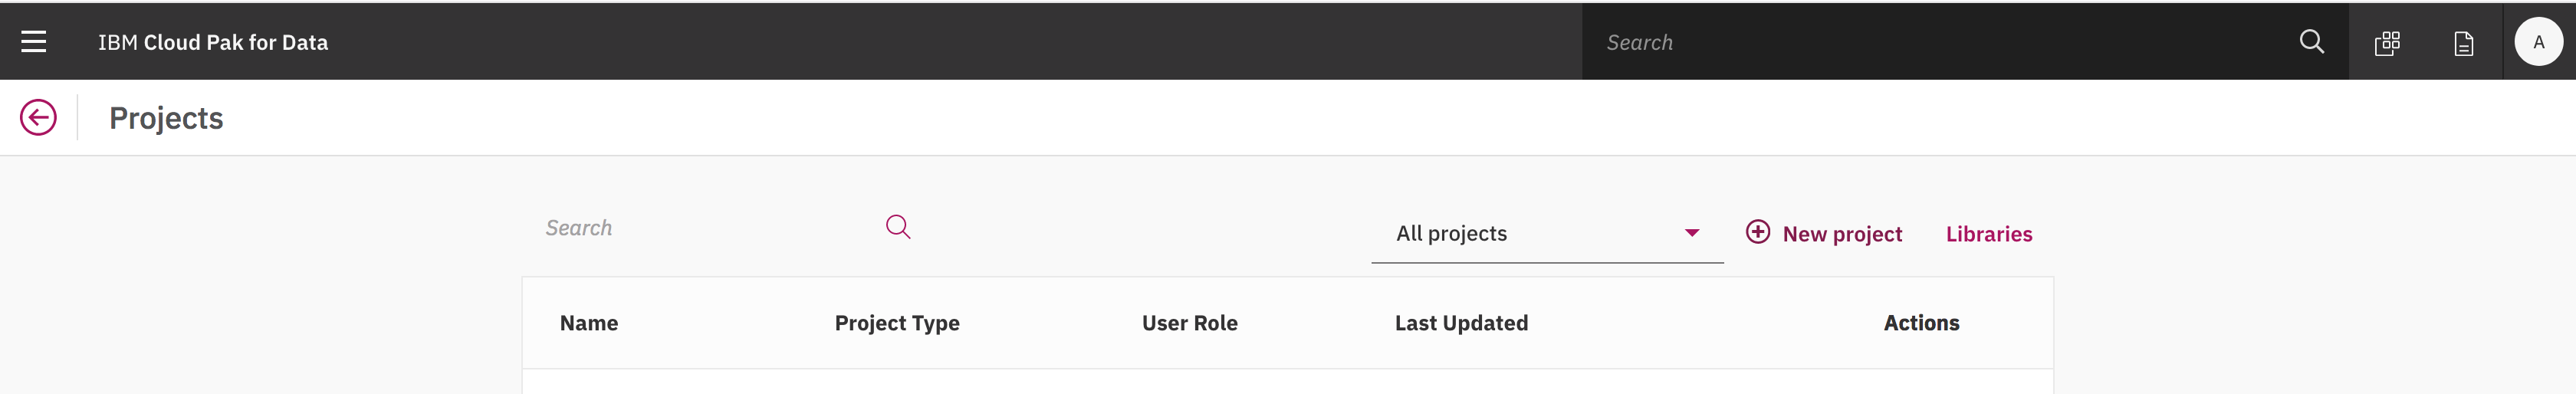 IBM Cloud Pak for Data Search A
Projects
Search All projects New project Libraries
Name Project Type User Role Last Updated Actions